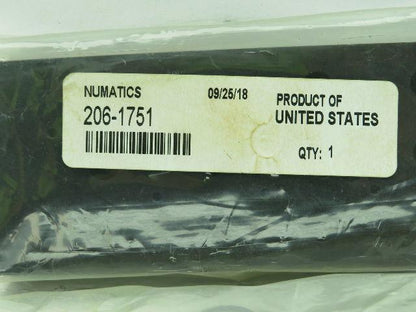 NUMATICS 09/25/18
206-1751
PRODUCT OF
UNITED STATES
QTY: 1